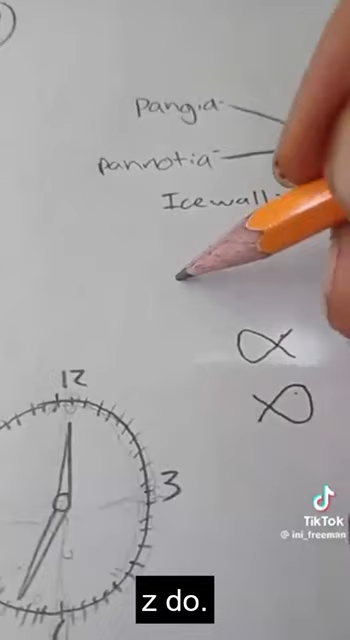 Pangia
Pannotia
Icewall
12
3
TikTok
@ini_freeman
z do.